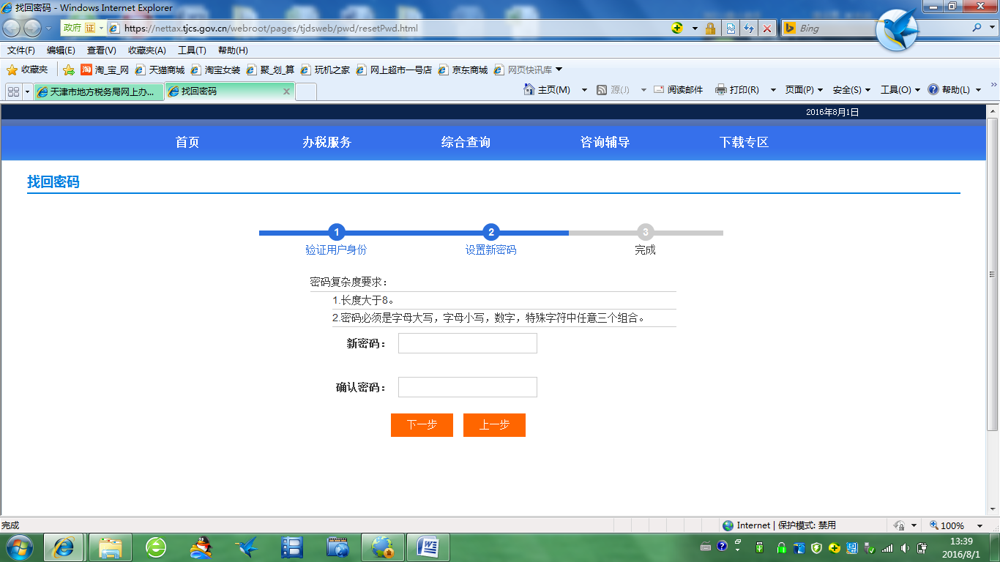 找回密码 - Windows Internet Explorer
政府 证 https://nettax.tjcs.gov.cn/webroot/pages/tjdsweb/pwd/resetPwd.html Bing
文件(F) 编辑(E) 查看(V) 收藏夹(A) 工具(T) 帮助(H)
收藏夹 淘 淘_宝_网 天猫商城 淘宝女装 聚_划_算 玩机之家 网上超市一号店 京东商城 网页快讯库
天津市地方税务局网上办... 找回密码 主页(M) 源(J) 阅读邮件 打印(R) 页面(P) 安全(S) 工具(O) 帮助(L)
2016年8月1日
首页 办税服务 综合查询 咨询辅导 下载专区
找回密码
1 2 3
验证用户身份 设置新密码 完成
密码复杂度要求：
1.长度大于8。
2.密码必须是字母大写，字母小写，数字，特殊字符中任意三个组合。
新密码：
确认密码：
下一步 上一步
完成 Internet | 保护模式: 禁用 100%
13:39
2016/8/1